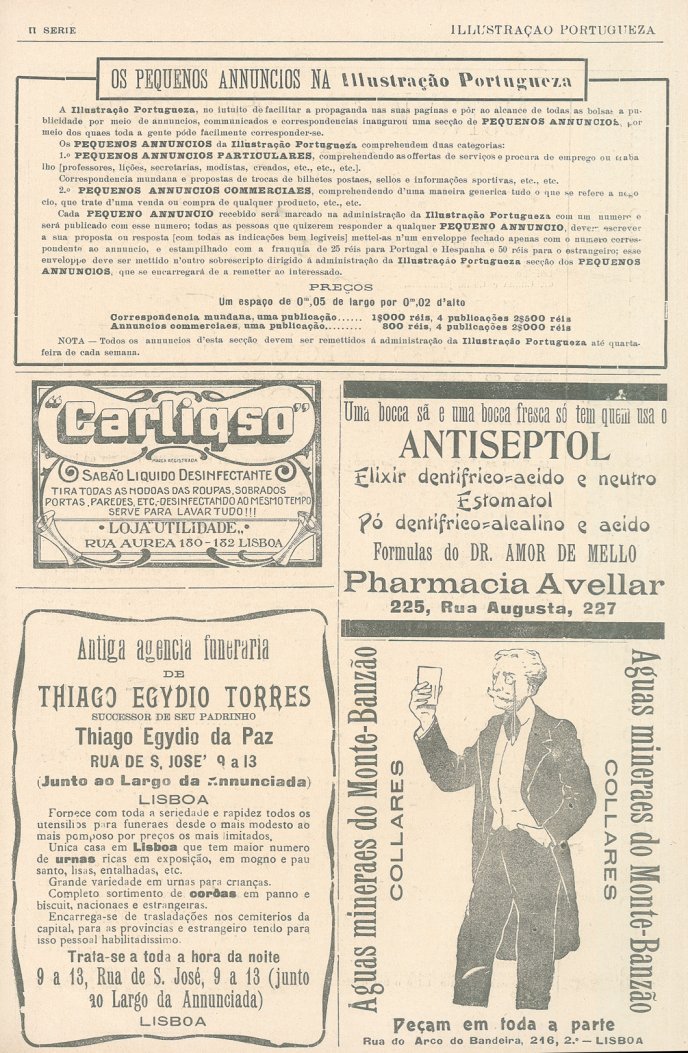 II SERIE
ILLUSTRAÇAO PORTUGUEZA
OS PEQUENOS ANNUNCIOS NA Illustração Portugueza
A Illustração Portugueza, no intuito de facilitar a propaganda nas suas paginas e pôr ao alcance de todas as bolsas a pu-
blicidade por meio de annuncios, communicados e correspondencias inaugurou uma secção de PEQUENOS ANNUNCIOS, por
meio dos quaes toda a gente póde facilmente corresponder-se.
Os PEQUENOS ANNUNCIOS da Illustração Portugueza comprehendem duas categorias:
1.º PEQUENOS ANNUNCIOS PARTICULARES, comprehendendo as offertas de serviços e procura de emprego ou traba
lho [professores, lições, secretarias, modistas, creados, etc., etc., etc.].
Correspondencia mundana e propostas de trocas de bilhetes postaes, sellos e informações sportivas, etc., etc.
2.º PEQUENOS ANNUNCIOS COMMERCIAES, comprehendendo d'uma maneira generica tudo o que se refere a nego
cio, que trate d'uma venda ou compra de qualquer producto, etc., etc.
Cada PEQUENO ANNUNCIO recebido será marcado na administração da Illustração Portugueza com um numero e
será publicado com esse numero; todas as pessoas que quizerem responder a qualquer PEQUENO ANNUNCIO, devem escrever
a sua proposta ou resposta [com todas as indicações bem legiveis] mettel-as n'um enveloppe fechado apenas com o numero corres-
pondente ao annuncio, e estampilhado com a franquia de 25 réis para Portugal e Hespanha e 50 réis para o estrangeiro; esse
enveloppe deve ser mettido n'outro sobrescripto dirigido á administração da Illustração Portugueza secção dos PEQUENOS
ANNUNCIOS, que se encarregará de a remetter ao interessado.
PREÇOS
Um espaço de 0ᵐ,05 de largo por 0ᵐ,02 d'alto
Correspondencia mundana, uma publicação...... 1$000 réis, 4 publicações 2$500 réis
Annuncios commerciaes, uma publicação......... 800 réis, 4 publicações 2$000 réis
NOTA — Todos os annuncios d'esta secção devem ser remettidos á administração da Illustração Portugueza até quarta-
feira de cada semana.
"Carliqso"
MARCA REGISTRADA
SABÃO LIQUIDO DESINFECTANTE
TIRA TODAS AS NODOAS DAS ROUPAS, SOBRADOS
PORTAS, PAREDES, ETC.-DESINFECTANDO AO MESMO TEMPO
SERVE PARA LAVAR TUDO!!!
• LOJA UTILIDADE„ •
RUA AUREA 180-182 LISBOA
Uma bocca sã e uma bocca fresca só tem quem usa o
ANTISEPTOL
Elixir dentifrico=acido e neutro
Estomatol
Pó dentifrico=alcalino e acido
Formulas do DR. AMOR DE MELLO
Pharmacia Avellar
225, Rua Augusta, 227
Antiga agencia funeraria
DE
THIAGO EGYDIO TORRES
SUCCESSOR DE SEU PADRINHO
Thiago Egydio da Paz
RUA DE S. JOSE' 9 a 13
(Junto ao Largo da Annunciada)
LISBOA
Fornece com toda a seriedade e rapidez todos os
utensilios para funeraes desde o mais modesto ao
mais pomposo por preços os mais limitados.
Unica casa em Lisboa que tem maior numero
de urnas ricas em exposição, em mogno e pau
santo, lisas, entalhadas, etc.
Grande variedade em urnas para crianças.
Completo sortimento de corôas em panno e
biscuit, nacionaes e estrangeiras.
Encarrega-se de trasladações nos cemiterios da
capital, para as provincias e estrangeiro tendo para
isso pessoal habilitadissimo.
Trata-se a toda a hora da noite
9 a 13, Rua de S. José, 9 a 13 (junto
ao Largo da Annunciada)
LISBOA
Aguas mineraes do Monte-Banzão
COLLARES
COLLARES
Aguas mineraes do Monte-Banzão
Peçam em toda a parte
Rua do Arco do Bandeira, 216, 2.º — LISBOA